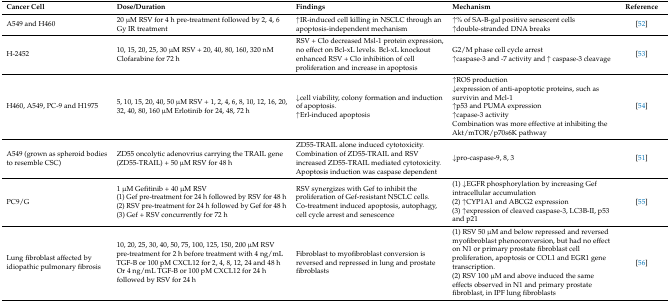 Cancer Cell Dose/Duration Findings Mechanism Reference
A549 and H460
20 µM RSV for 4 h pre-treatment followed by 2, 4, 6
Gy IR treatment
↑IR-induced cell killing in NSCLC through an
apoptosis-independent mechanism
↑% of SA-B-gal positive senescent cells
↑double-stranded DNA breaks
[52]
H-2452
10, 15, 20, 25, 30 µM RSV + 20, 40, 80, 160, 320 nM
Clofarabine for 72 h
RSV + Clo decreased Msl-1 protein expression,
no effect on Bcl-xL levels. Bcl-xL knockout
enhanced RSV + Clo inhibition of cell
proliferation and increase in apoptosis
G2/M phase cell cycle arrest
↑caspase-3 and -7 activity and ↑ caspase-3 cleavage
[53]
H460, A549, PC-9 and H1975
5, 10, 15, 20, 40, 50 µM RSV + 1, 2, 4, 6, 8, 10, 12, 16, 20,
32, 40, 80, 160 µM Erlotinib for 24, 48, 72 h
↓cell viability, colony formation and induction
of apoptosis.
↑Erl-induced apoptosis
↑ROS production
↓expression of anti-apoptotic proteins, such as
survivin and Mcl-1
↑p53 and PUMA expression
↑capase-3 activity
Combination was more effective at inhibiting the
Akt/mTOR/p70s6K pathway
[54]
A549 (grown as spheroid bodies
to resemble CSC)
ZD55 oncolytic adenovrius carrying the TRAIL gene
(ZD55-TRAIL) + 50 µM RSV for 48 h
ZD55-TRAIL alone induced cytotoxicity.
Combination of ZD55-TRAIL and RSV
increased ZD55-TRAIL mediated cytotoxicity.
Apoptosis induction was caspase dependent
↓pro-caspase-9, 8, 3
[51]
PC9/G
1 µM Gefitinib + 40 µM RSV
(1) Gef pre-treatment for 24 h followed by RSV for 48 h
(2) RSV pre-treatment for 24 h followed by Gef for 48 h
(3) Gef + RSV concurrently for 72 h
RSV synergizes with Gef to inhibit the
proliferation of Gef-resistant NSCLC cells.
Co-treatment induced apoptosis, autophagy,
cell cycle arrest and senescence
(1) ↓EGFR phosphorylation by increasing Gef
intracellular accumulation
(2) ↑CYP1A1 and ABCG2 expression
(3) ↑expression of cleaved caspase-3, LC3B-II, p53
and p21
[55]
Lung fibroblast affected by
idiopathic pulmonary fibrosis
10, 20, 25, 30, 40, 50, 75, 100, 125, 150, 200 µM RSV
pre-treatment for 2 h before treatment with 4 ng/mL
TGF-B or 100 pM CXCL12 for 2, 4, 8, 12, 24 and 48 h
Or 4 ng/mL TGF-B or 100 pM CXCL12 for 24 h
followed by RSV for 24 h
Fibroblast to myofibroblast conversion is
reversed and repressed in lung and prostate
fibroblasts
(1) RSV 50 µM and below repressed and reversed
myofibroblast phenoconversion, but had no effect
on N1 or primary prostate fibroblast cell
proliferation, apoptosis or COL1 and EGR1 gene
transcription.
(2) RSV 100 µM and above induced the same
effects observed in N1 and primary prostate
fibroblast, in IPF lung fibroblasts
[56]